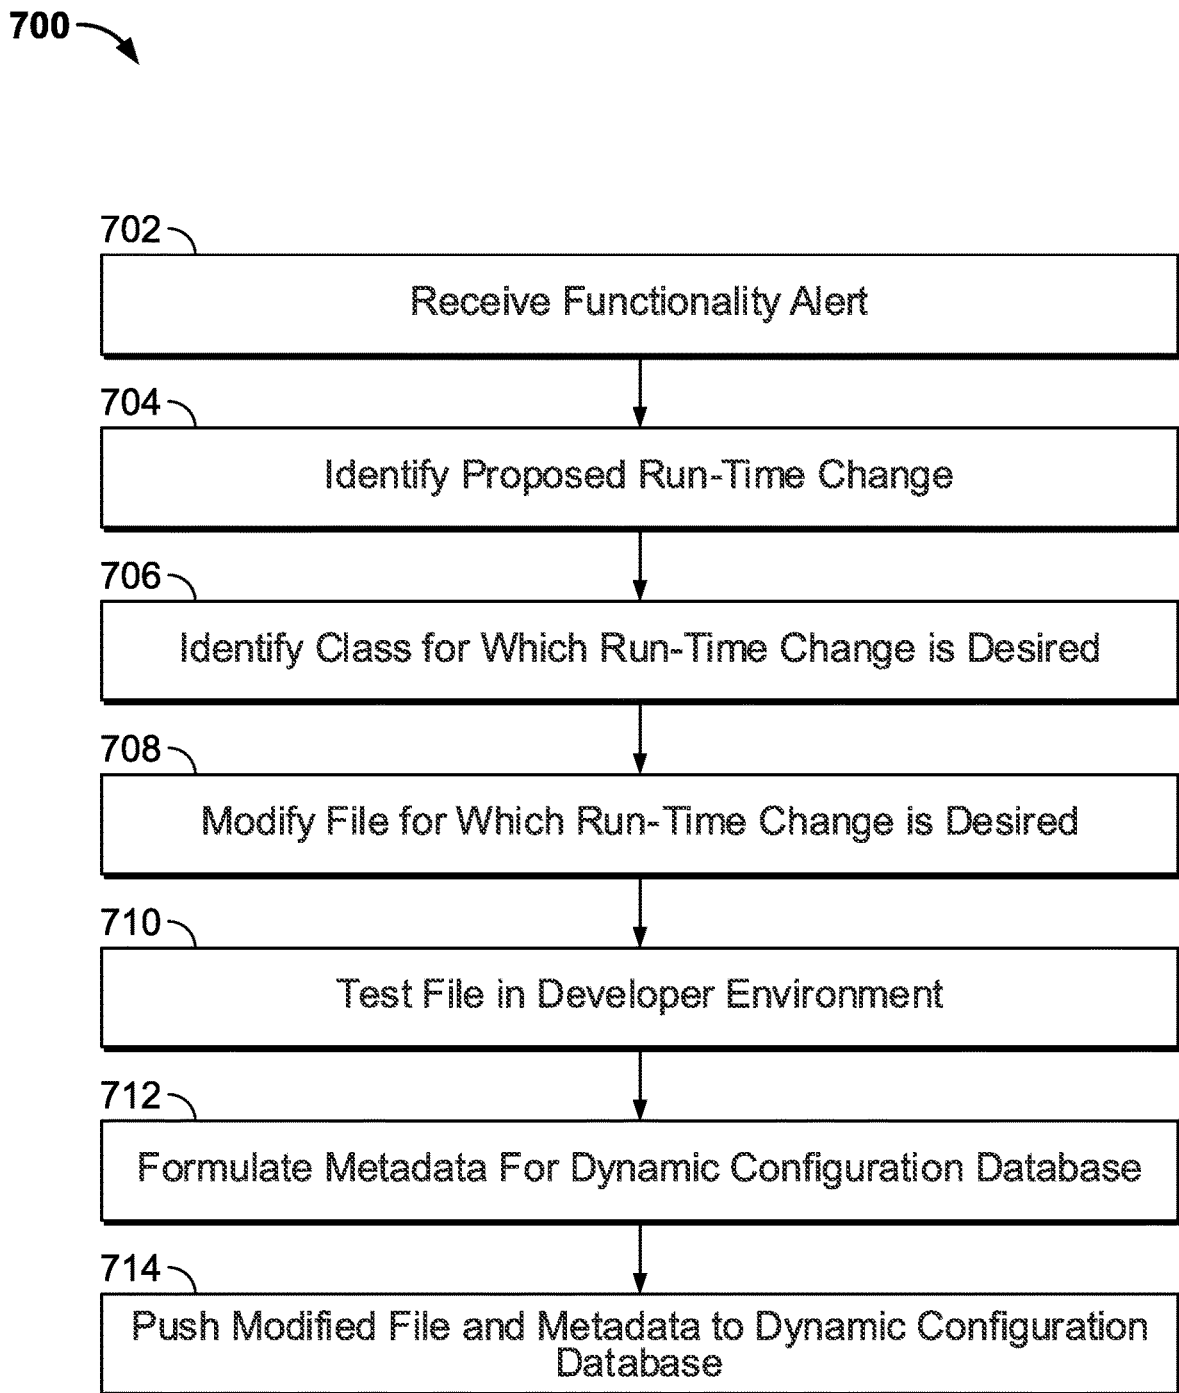 700
702
Receive Functionality Alert
704
Identify Proposed Run-Time Change
706
Identify Class for Which Run-Time Change is Desired
708
Modify File for Which Run-Time Change is Desired
710
Test File in Developer Environment
712
Formulate Metadata For Dynamic Configuration Database
714
Push Modified File and Metadata to Dynamic Configuration
Database